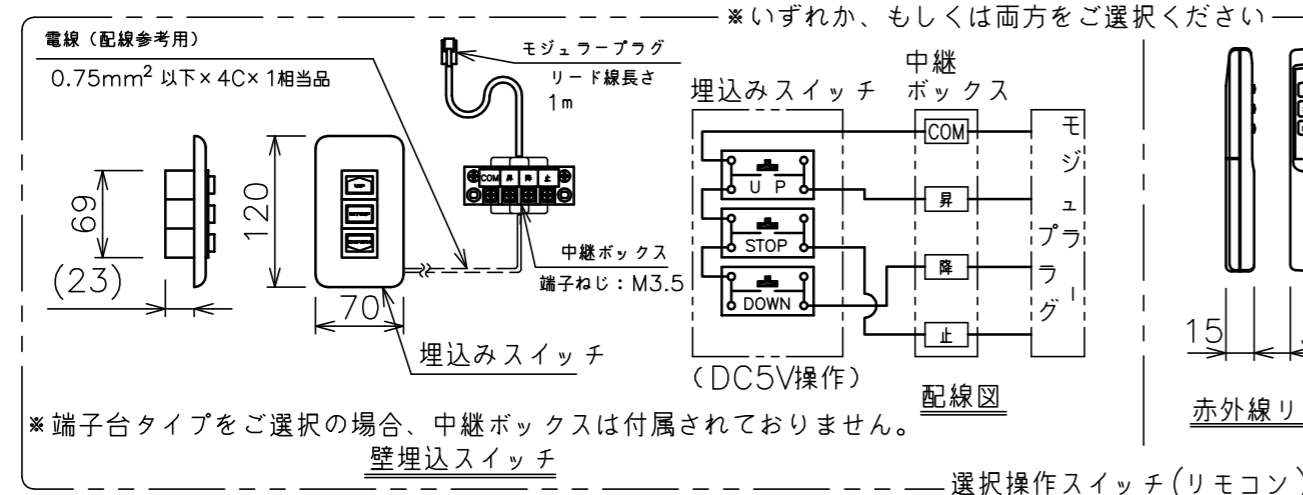 ※いずれか、もしくは両方をご選択ください
電線（配線参考用）
0.75mm² 以下×4C×1相当品
モジュラープラグ
リード線長さ
1m
69
(23)
120
70
COM 昇 降 止
中継ボックス
端子ねじ：M3.5
埋込みスイッチ
埋込みスイッチ
中継
ボックス
UP
STOP
DOWN
COM
昇
降
止
モジュラープラグ
(DC5V操作)
配線図
※端子台タイプをご選択の場合、中継ボックスは付属されておりません。
壁埋込スイッチ
15
赤外線リ
選択操作スイッチ(リモコン)